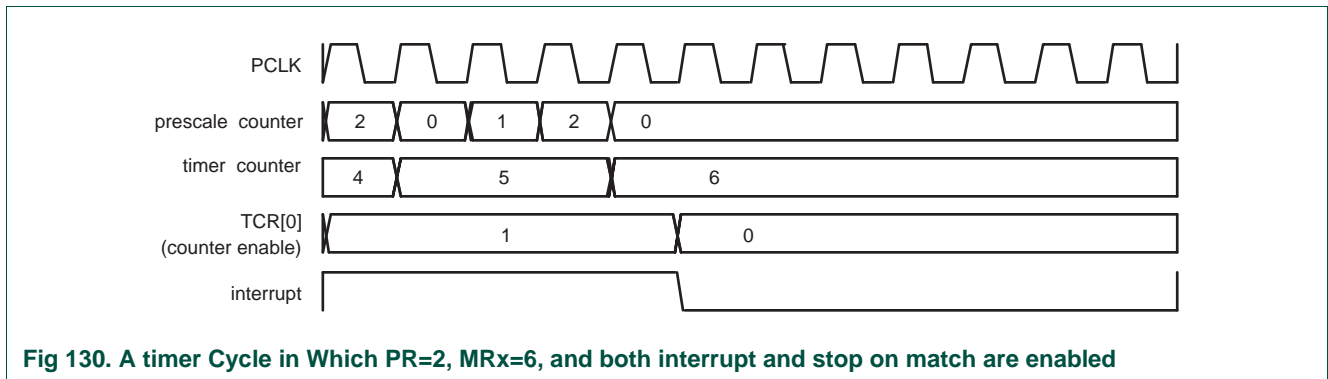 PCLK
prescale counter 2 0 1 2 0
timer counter 4 5 6
TCR[0] 1 0
(counter enable)
interrupt
Fig 130. A timer Cycle in Which PR=2, MRx=6, and both interrupt and stop on match are enabled